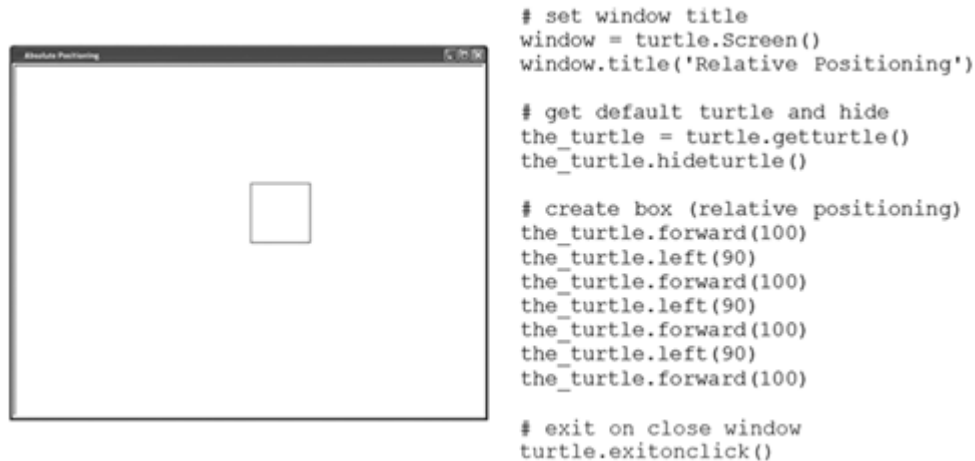 Absolute Positioning
# set window title
window = turtle.Screen()
window.title('Relative Positioning')
# get default turtle and hide
the_turtle = turtle.getturtle()
the_turtle.hideturtle()
# create box (relative positioning)
the_turtle.forward(100)
the_turtle.left(90)
the_turtle.forward(100)
the_turtle.left(90)
the_turtle.forward(100)
the_turtle.left(90)
the_turtle.forward(100)
# exit on close window
turtle.exitonclick()